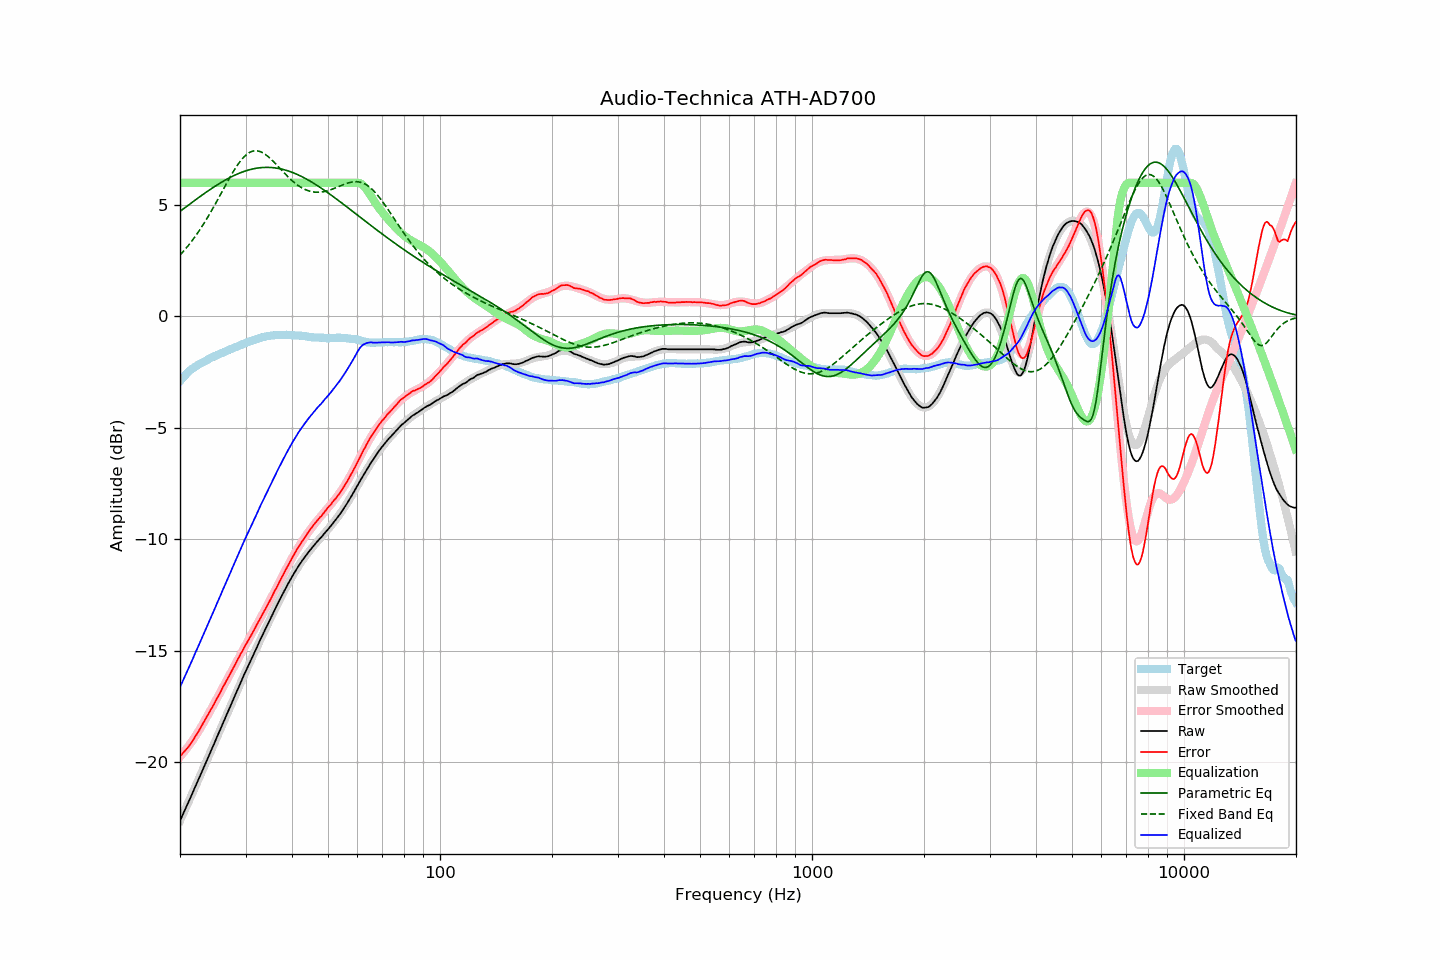 Audio-Technica ATH-AD700
Amplitude (dBr)
5
0
−5
−10
−15
−20
100
1000
10000
Frequency (Hz)
Target
Raw Smoothed
Error Smoothed
Raw
Error
Equalization
Parametric Eq
Fixed Band Eq
Equalized